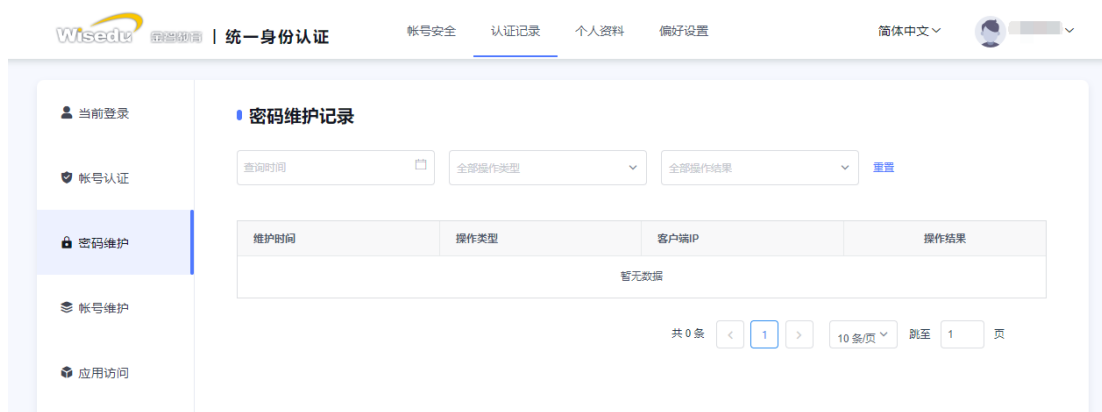 Wisedu 金智教育 统一身份认证 帐号安全 认证记录 个人资料 偏好设置 简体中文
当前登录
帐号认证
密码维护
帐号维护
应用访问
密码维护记录
查询时间 全部操作类型 全部操作结果 重置
维护时间 操作类型 客户端IP 操作结果
暂无数据
共 0 条 < 1 > 10 条/页 跳至 1 页